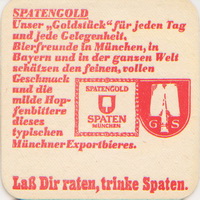 SPATENGOLD
Unser „Goldstück" für jeden Tag
und jede Gelegenheit.
Bierfreunde in München, in
Bayern und in der ganzen Welt
schätzen den feinen, vollen
Geschmack
und die
milde Hop-
fenbittere
dieses
typischen
Münchner Exportbieres.
SPATENGOLD
SPATEN
MÜNCHEN
G S
Laß Dir raten, trinke Spaten.